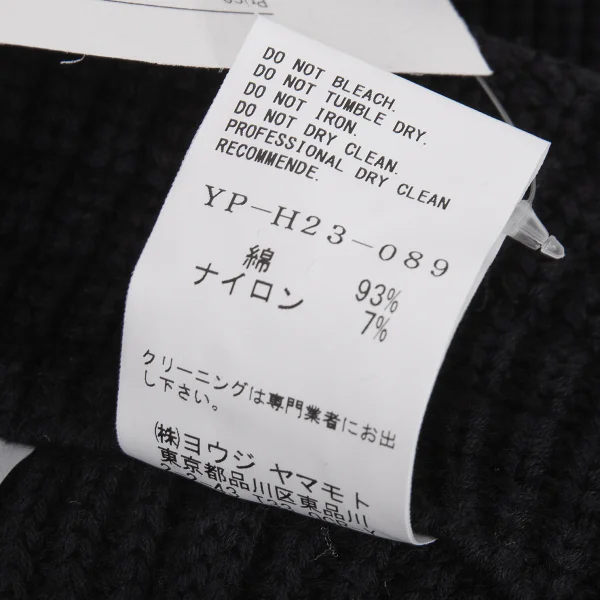 Price
DO NOT BLEACH.
DO NOT TUMBLE DRY.
DO NOT IRON.
DO NOT DRY CLEAN.
PROFESSIONAL DRY CLEAN
RECOMMENDE.
YP-H23-089
綿 93%
ナイロン 7%
クリーニングは専門業者にお出
し下さい。
㈱ヨウジ ヤマモト
東京都品川区東品川